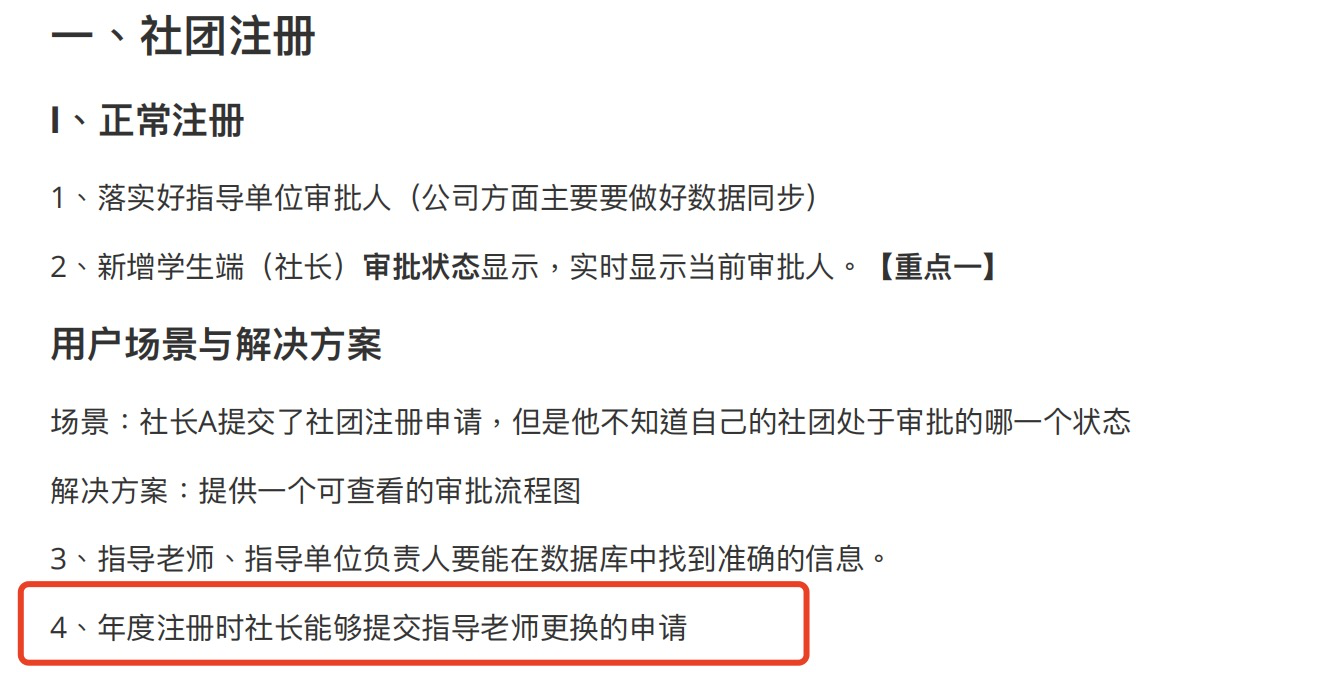 一、社团注册
I、正常注册
1、落实好指导单位审批人（公司方面主要要做好数据同步）
2、新增学生端（社长）审批状态显示，实时显示当前审批人。【重点一】
用户场景与解决方案
场景：社长A提交了社团注册申请，但是他不知道自己的社团处于审批的哪一个状态
解决方案：提供一个可查看的审批流程图
3、指导老师、指导单位负责人要能在数据库中找到准确的信息。
4、年度注册时社长能够提交指导老师更换的申请